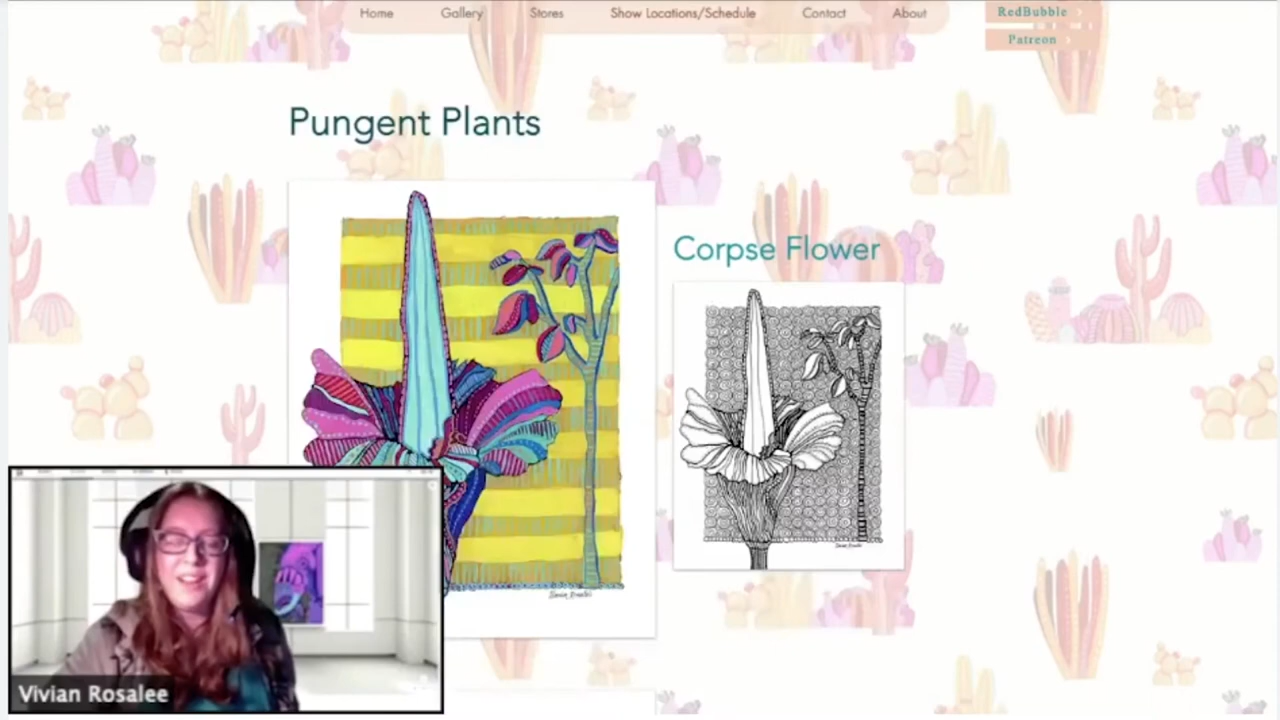 Home Gallery Stores Show Locations/Schedule Contact About
RedBubble
Patreon
Pungent Plants
Corpse Flower
Vivian Rosalee